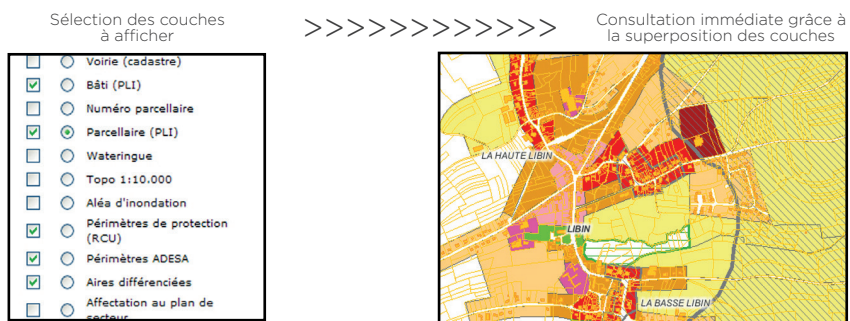 Sélection des couches
à afficher
>>>>>>>>>>>>>
Consultation immédiate grâce à
la superposition des couches
Voirie (cadastre)
Bâti (PLI)
Numéro parcellaire
Parcellaire (PLI)
Wateringue
Topo 1:10.000
Aléa d'inondation
Périmètres de protection
(RCU)
Périmètres ADESA
Aires différenciées
Affectation au plan de
secteur
LA HAUTE LIBIN
LIBIN
LA BASSE LIBIN